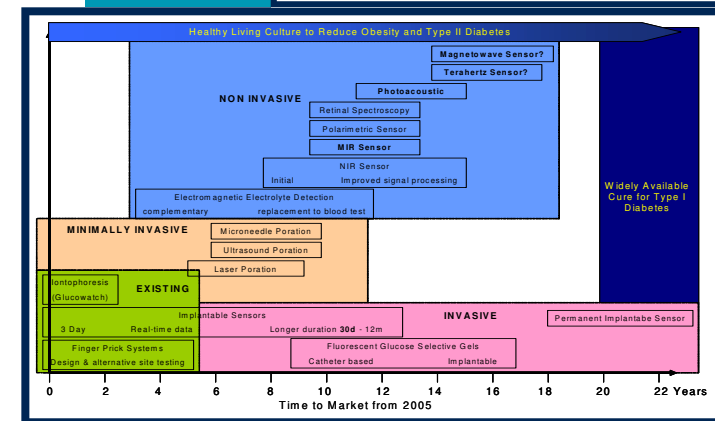 Healthy Living Culture to Reduce Obesity and Type II Diabetes
Magnetowave Sensor?
Terahertz Sensor?
Photoacoustic
NON INVASIVE
Retinal Spectroscopy
Polarimetric Sensor
MIR Sensor
NIR Sensor
Initial Improved signal processing
Electromagnetic Electrolyte Detection
complementary replacement to blood test
Widely Available
Cure for Type I
Diabetes
MINIMALLY INVASIVE
Microneedle Poration
Ultrasound Poration
Laser Poration
Iontophoresis
(Glucowatch)
EXISTING
Implantable Sensors
3 Day Real-time data Longer duration 30d - 12m
INVASIVE
Permanent Implantabe Sensor
Finger Prick Systems
Design & alternative site testing
Fluorescent Glucose Selective Gels
Catheter based Implantable
0 2 4 6 8 10 12 14 16 18 20 22 Years
Time to Market from 2005